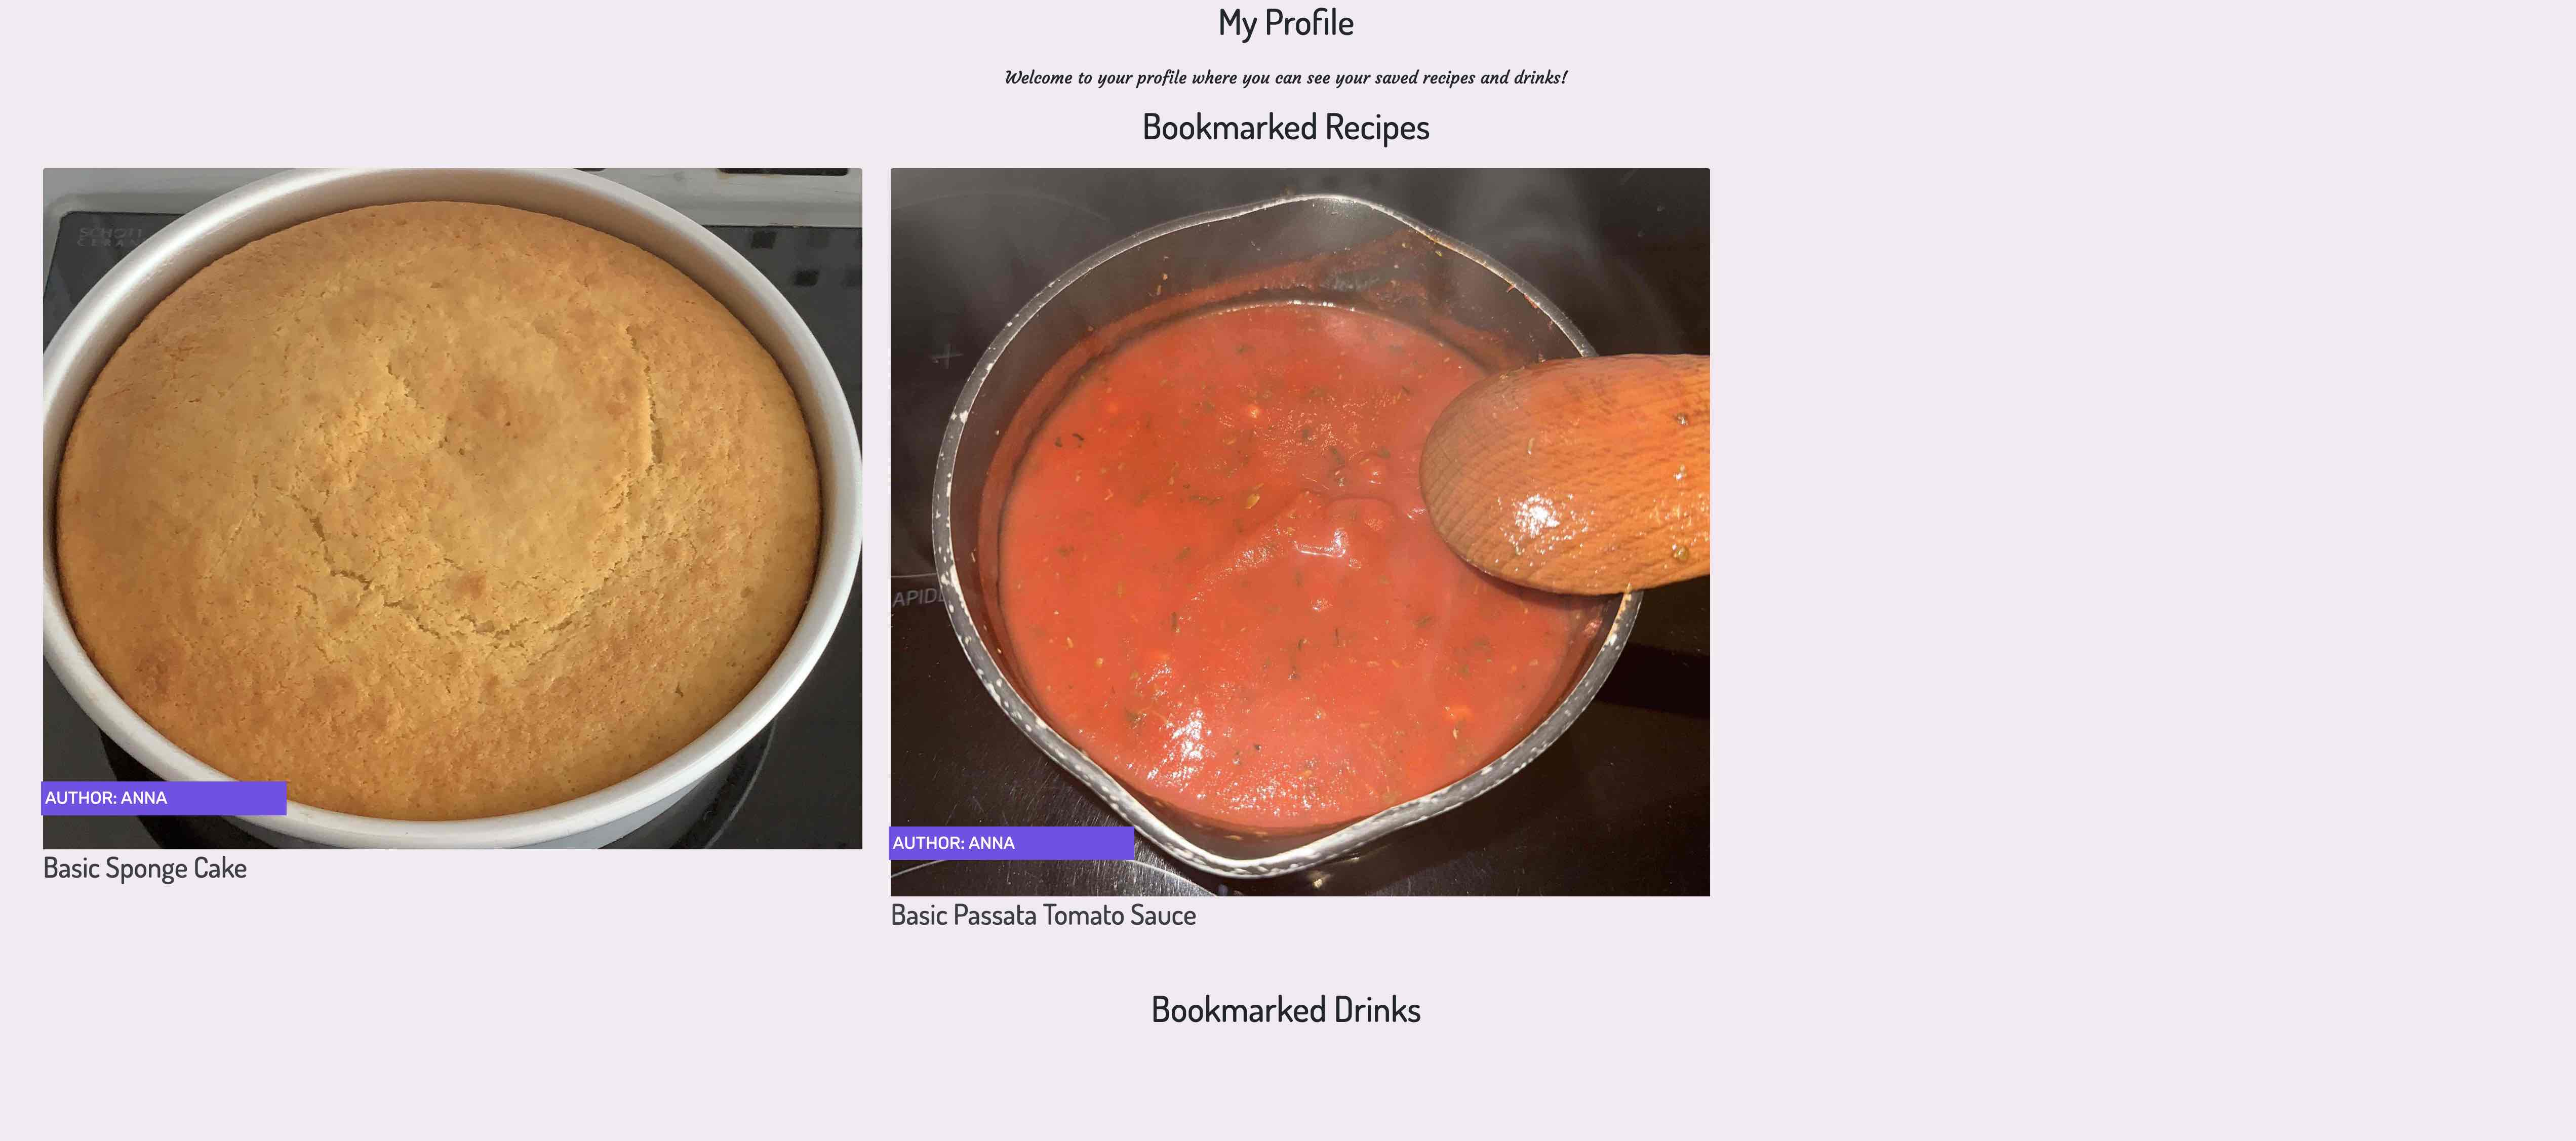 My Profile
Welcome to your profile where you can see your saved recipes and drinks!
Bookmarked Recipes
SCHOTT
AUTHOR: ANNA
Basic Sponge Cake
AUTHOR: ANNA
Basic Passata Tomato Sauce
Bookmarked Drinks